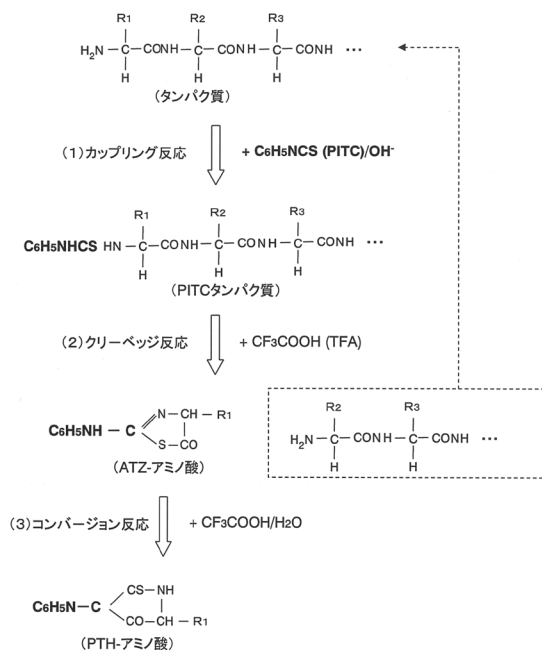 R1 R2 R3
H2N-C-CONH-C-CONH-C-CONH ···
H H H
(タンパク質)
(1)カップリング反応 + C6H5NCS (PITC)/OH-
R1 R2 R3
C6H5NHCS HN-C-CONH-C-CONH-C-CONH ···
H H H
(PITCタンパク質)
(2)クリーベッジ反応 + CF3COOH (TFA)
N-CH-R1
C6H5NH-C
S-CO
(ATZ-アミノ酸)
R2 R3
H2N-C-CONH-C-CONH ···
H H
(3)コンバージョン反応 + CF3COOH/H2O
CS-NH
C6H5N-C
CO-CH-R1
(PTH-アミノ酸)